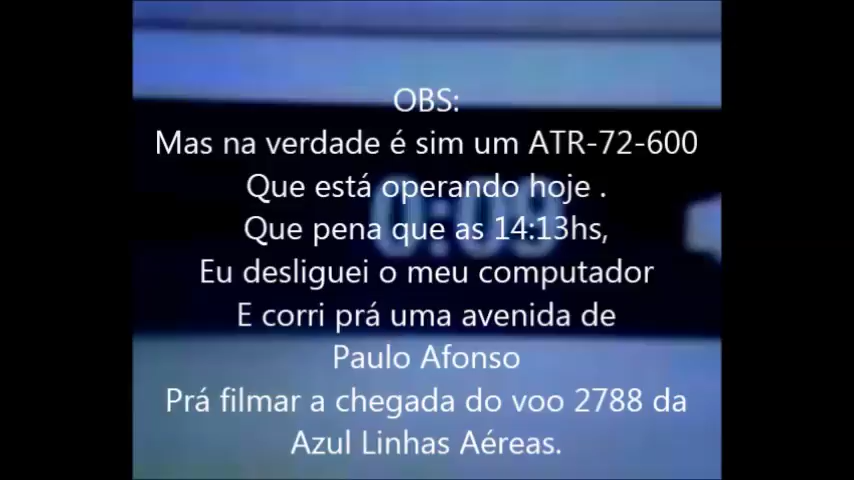 OBS:
Mas na verdade é sim um ATR-72-600
Que está operando hoje .
Que pena que as 14:13hs,
Eu desliguei o meu computador
E corri prá uma avenida de
Paulo Afonso
Prá filmar a chegada do voo 2788 da
Azul Linhas Aéreas.